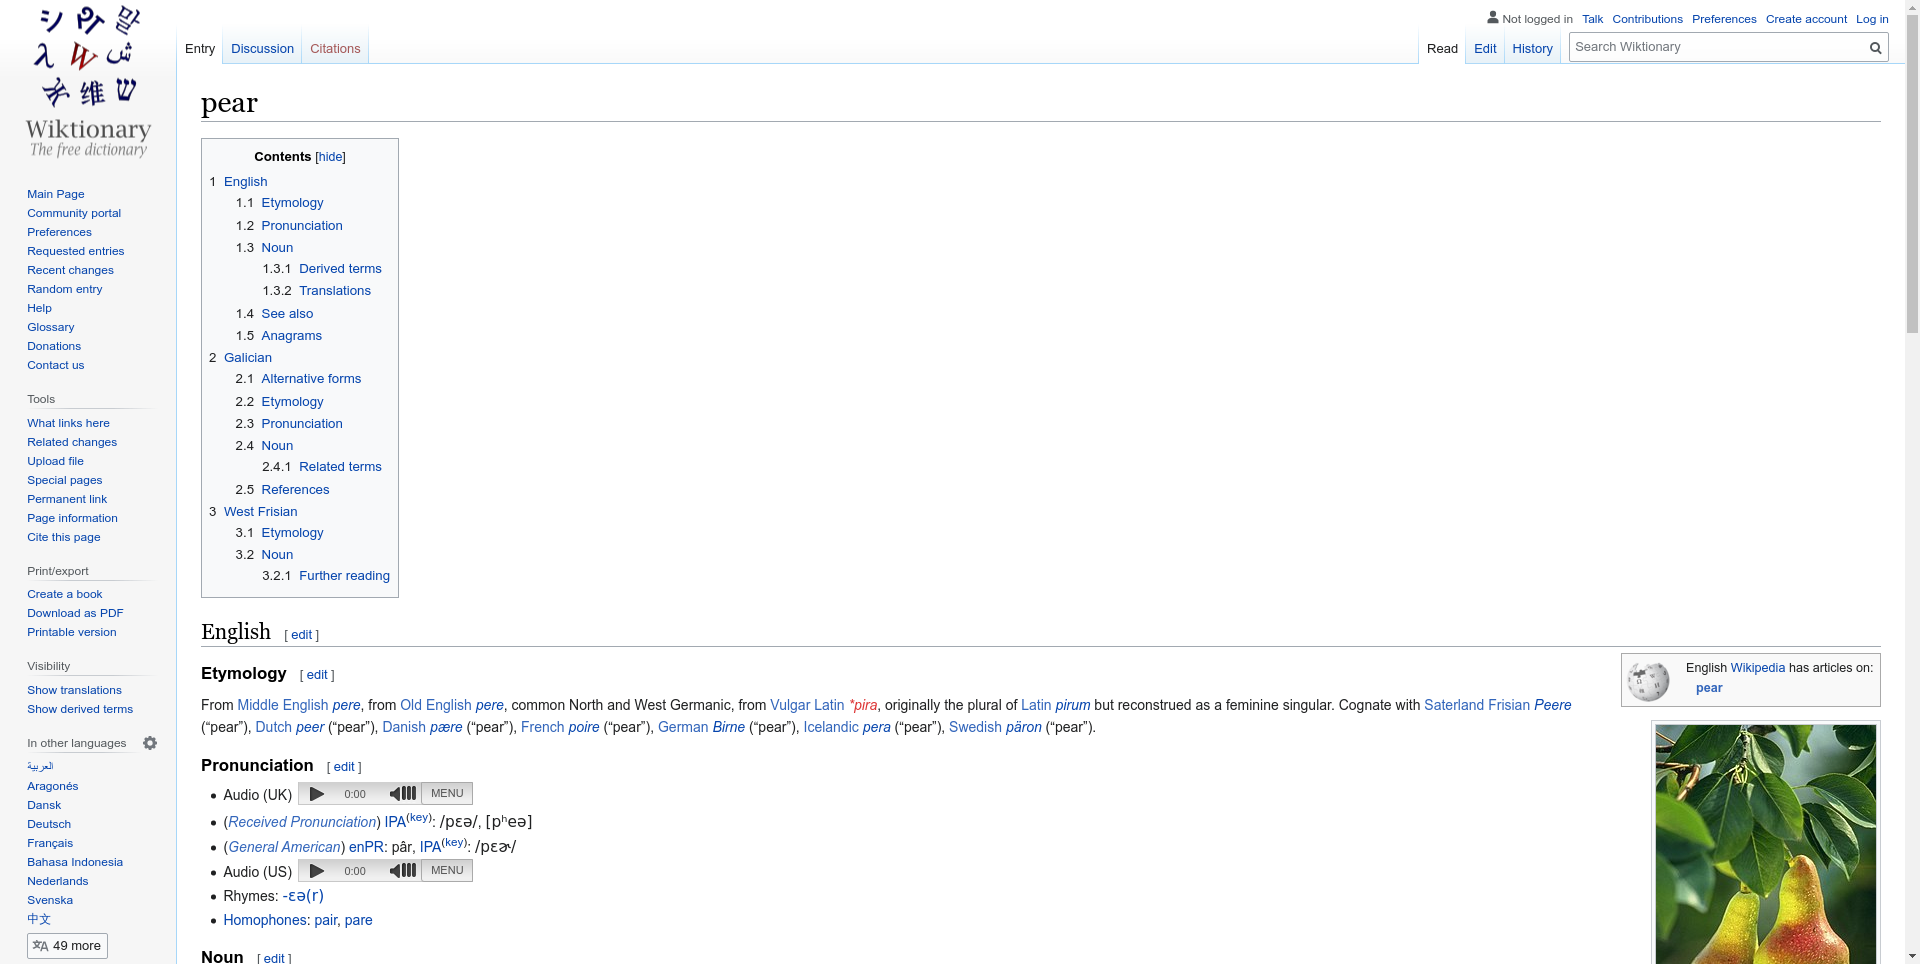 シ
Wiktionary
The free dictionary
Main Page
Community portal
Preferences
Requested entries
Recent changes
Random entry
Help
Glossary
Donations
Contact us
Tools
What links here
Related changes
Upload file
Special pages
Permanent link
Page information
Cite this page
Print/export
Create a book
Download as PDF
Printable version
Visibility
Show translations
Show derived terms
In other languages
العربية
Aragonés
Dansk
Deutsch
Français
Bahasa Indonesia
Nederlands
Svenska
中文
49 more
Not logged in Talk Contributions Preferences Create account Log in
Entry Discussion Citations Read Edit History Search Wiktionary
pear
Contents [hide]
1 English
1.1 Etymology
1.2 Pronunciation
1.3 Noun
1.3.1 Derived terms
1.3.2 Translations
1.4 See also
1.5 Anagrams
2 Galician
2.1 Alternative forms
2.2 Etymology
2.3 Pronunciation
2.4 Noun
2.4.1 Related terms
2.5 References
3 West Frisian
3.1 Etymology
3.2 Noun
3.2.1 Further reading
English [ edit ]
Etymology [ edit ]
From Middle English pere, from Old English pere, common North and West Germanic, from Vulgar Latin *pira, originally the plural of Latin pirum but reconstrued as a feminine singular. Cognate with Saterland Frisian Peere
(“pear”), Dutch peer (“pear”), Danish pære (“pear”), French poire (“pear”), German Birne (“pear”), Icelandic pera (“pear”), Swedish päron (“pear”).
English Wikipedia has articles on:
pear
Pronunciation [ edit ]
• Audio (UK) 0:00 MENU
• (Received Pronunciation) IPA(key): /pɛə/, [pʰeə]
• (General American) enPR: pâr, IPA(key): /pɛɚ/
• Audio (US) 0:00 MENU
• Rhymes: -ɛə(r)
• Homophones: pair, pare
Noun [ edit ]